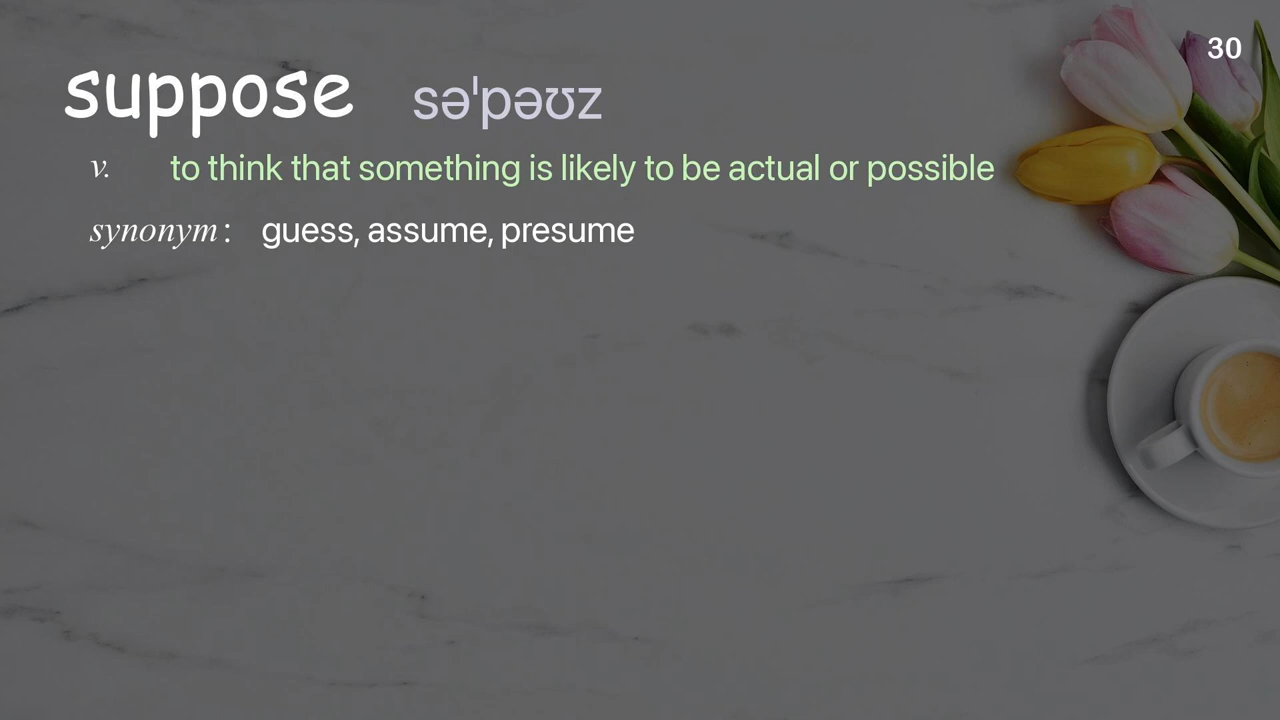 30
suppose səˈpəʊz
v. to think that something is likely to be actual or possible
synonym : guess, assume, presume